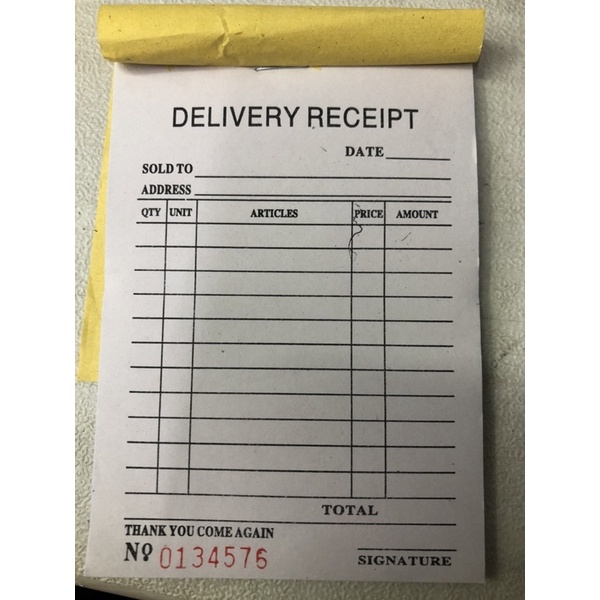 DELIVERY RECEIPT
DATE
SOLD TO
ADDRESS
QTY UNIT ARTICLES PRICE AMOUNT
TOTAL
THANK YOU COME AGAIN
Nº 0134576
SIGNATURE